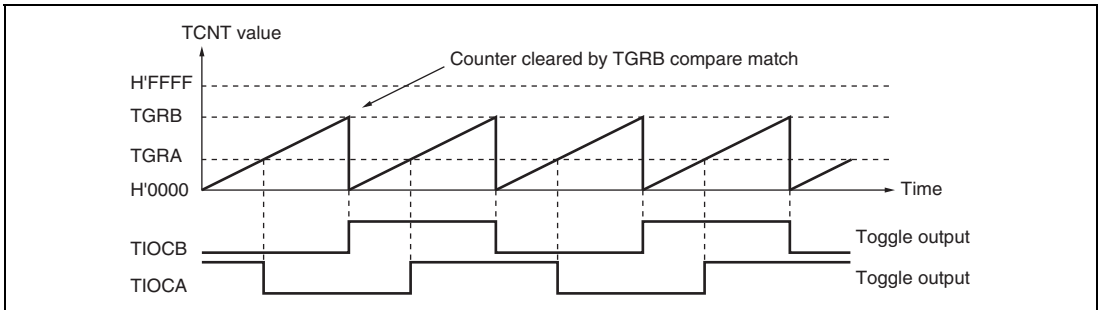 TCNT value
Counter cleared by TGRB compare match
H'FFFF
TGRB
TGRA
H'0000
Time
TIOCB
Toggle output
TIOCA
Toggle output